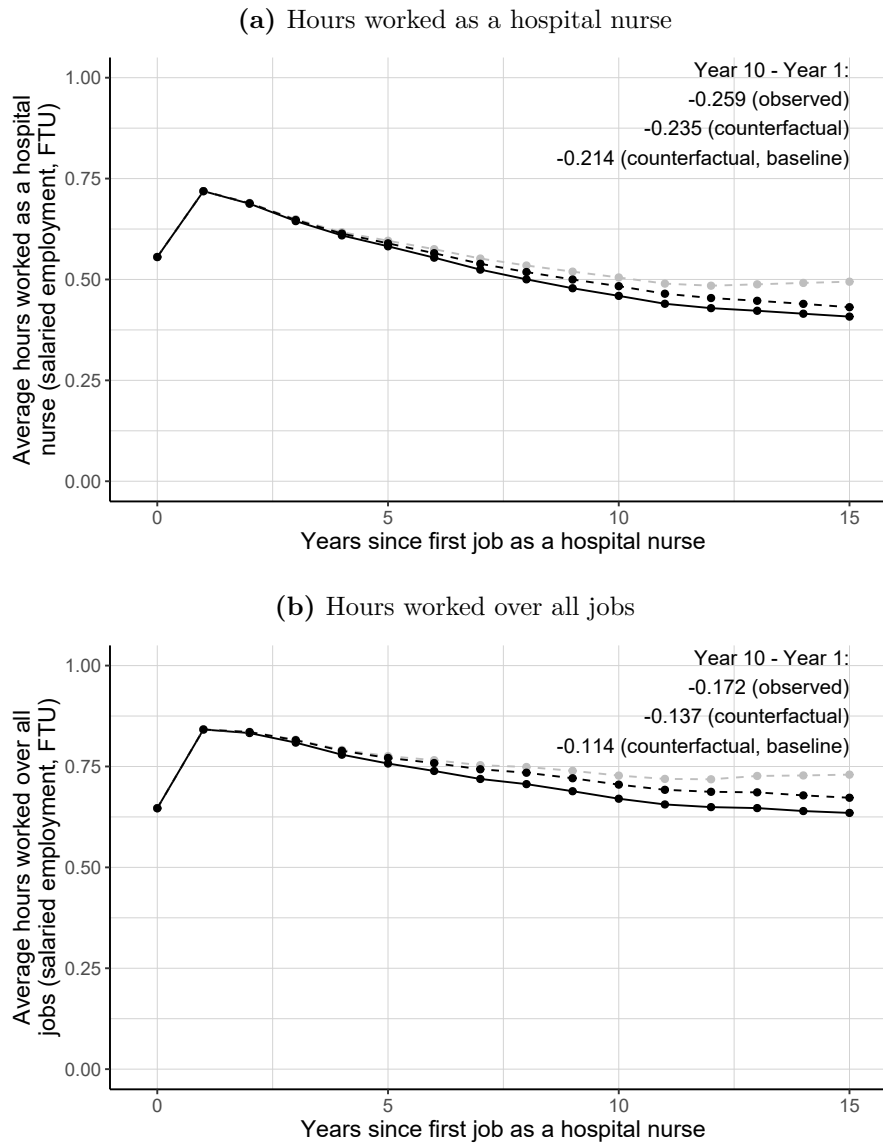 (a) Hours worked as a hospital nurse
Average hours worked as a hospital
nurse (salaried employment, FTU)
1.00
0.75
0.50
0.25
0.00
Year 10 - Year 1:
-0.259 (observed)
-0.235 (counterfactual)
-0.214 (counterfactual, baseline)
0
5
10
15
Years since first job as a hospital nurse
(b) Hours worked over all jobs
Average hours worked over all
jobs (salaried employment, FTU)
1.00
0.75
0.50
0.25
0.00
Year 10 - Year 1:
-0.172 (observed)
-0.137 (counterfactual)
-0.114 (counterfactual, baseline)
0
5
10
15
Years since first job as a hospital nurse